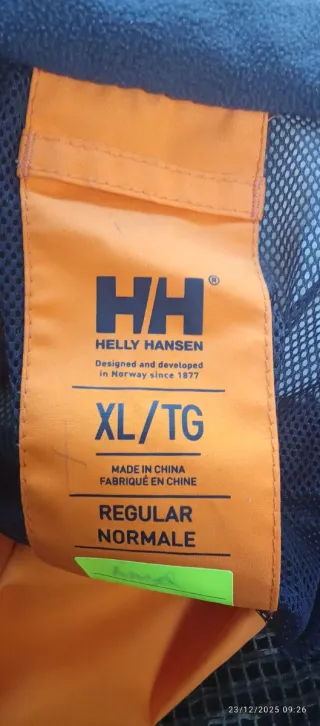 HH®
HELLY HANSEN
Designed and developed
in Norway since 1877
XL/TG
MADE IN CHINA
FABRIQUÉ EN CHINE
REGULAR
NORMALE
23/12/2025 09:26